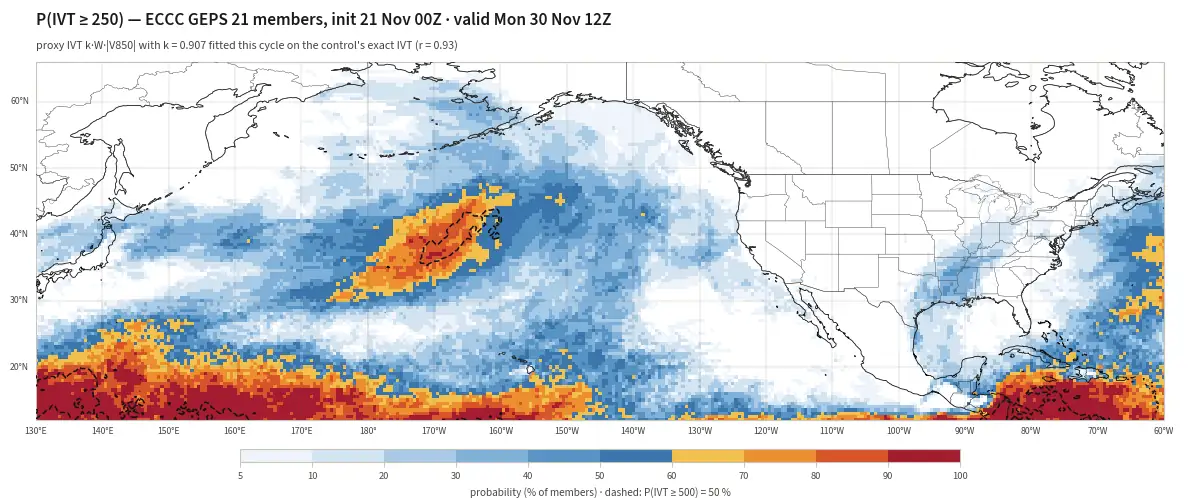 P(IVT ≥ 250) — ECCC GEPS 21 members, init 21 Nov 00Z · valid Mon 30 Nov 12Z
proxy IVT k·W·|V850| with k = 0.907 fitted this cycle on the control's exact IVT (r = 0.93)
60°N
50°N
40°N
30°N
20°N
130°E 140°E 150°E 160°E 180° 170°W 160°W 150°W 140°W 130°W 120°W 110°W 100°W 90°W 80°W 70°W 60°W
5 10 20 30 40 50 60 70 80 90 100
probability (% of members) · dashed: P(IVT ≥ 500) = 50 %